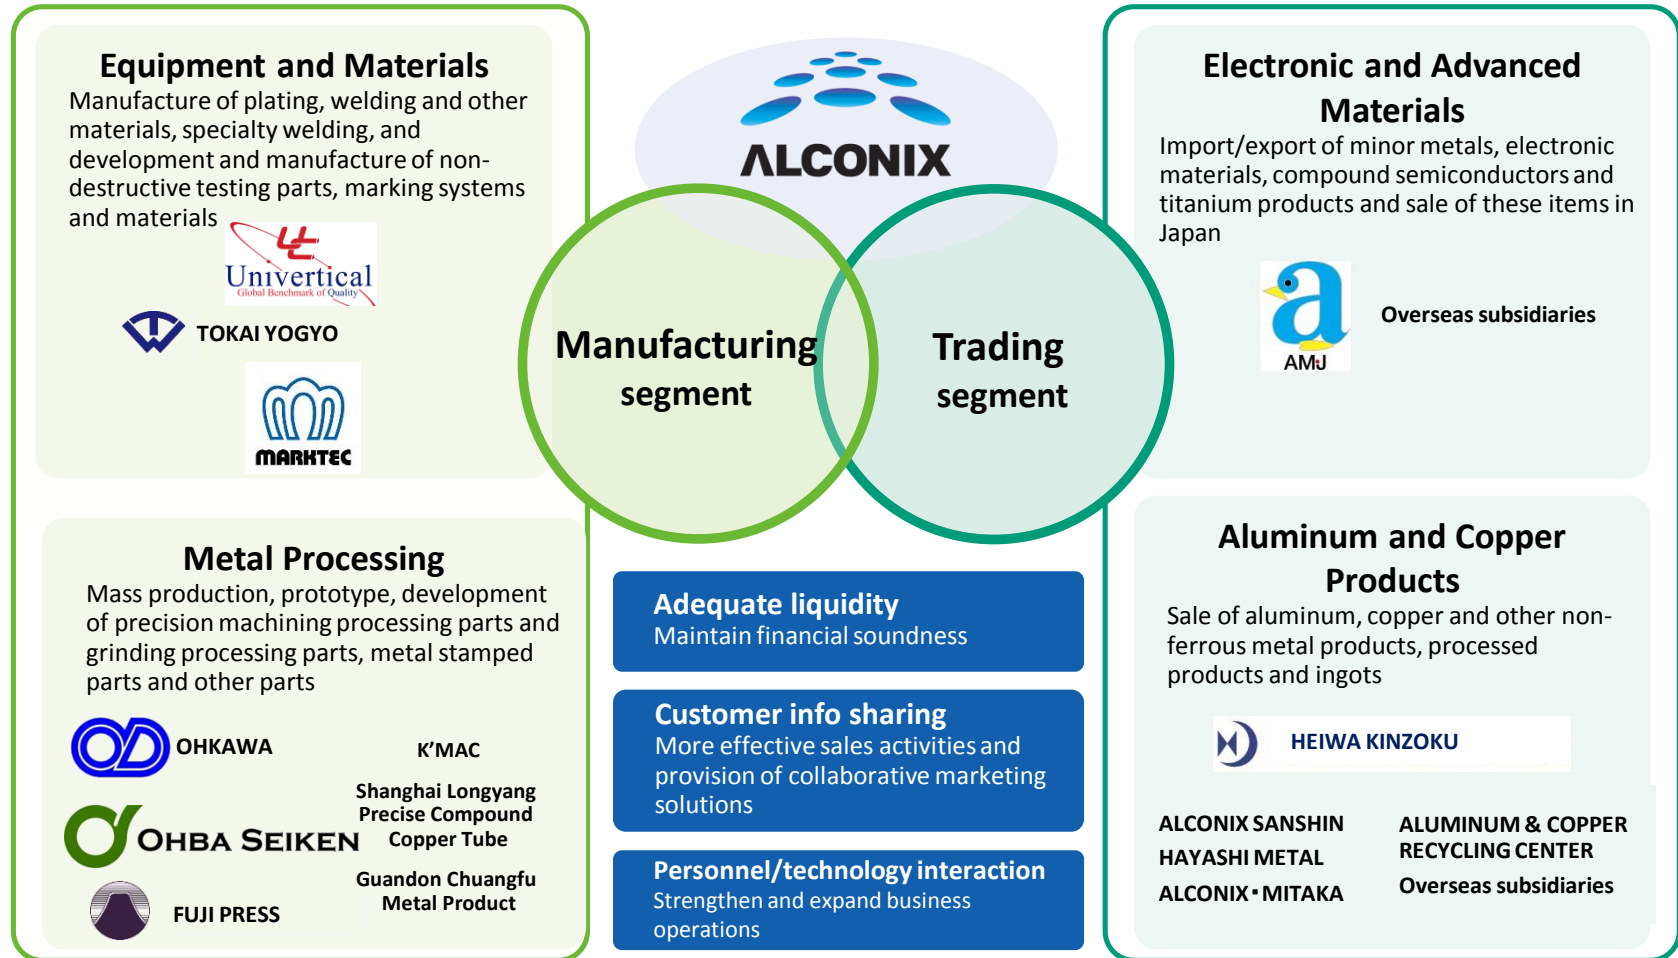 Equipment and Materials
Manufacture of plating, welding and other
materials, specialty welding, and
development and manufacture of non-
destructive testing parts, marking systems
and materials
Univertical
Global Benchmark of Quality
TOKAI YOGYO
MARKTEC
Metal Processing
Mass production, prototype, development
of precision machining processing parts and
grinding processing parts, metal stamped
parts and other parts
OHKAWA
K’MAC
OHBA SEIKEN
Shanghai Longyang
Precise Compound
Copper Tube
FUJI PRESS
Guandon Chuangfu
Metal Product
ALCONIX
Manufacturing
segment
Trading
segment
Adequate liquidity
Maintain financial soundness
Customer info sharing
More effective sales activities and
provision of collaborative marketing
solutions
Personnel/technology interaction
Strengthen and expand business
operations
Electronic and Advanced
Materials
Import/export of minor metals, electronic
materials, compound semiconductors and
titanium products and sale of these items in
Japan
a
AMJ
Overseas subsidiaries
Aluminum and Copper
Products
Sale of aluminum, copper and other non-
ferrous metal products, processed
products and ingots
HEIWA KINZOKU
ALCONIX SANSHIN
HAYASHI METAL
ALCONIX・MITAKA
ALUMINUM & COPPER
RECYCLING CENTER
Overseas subsidiaries